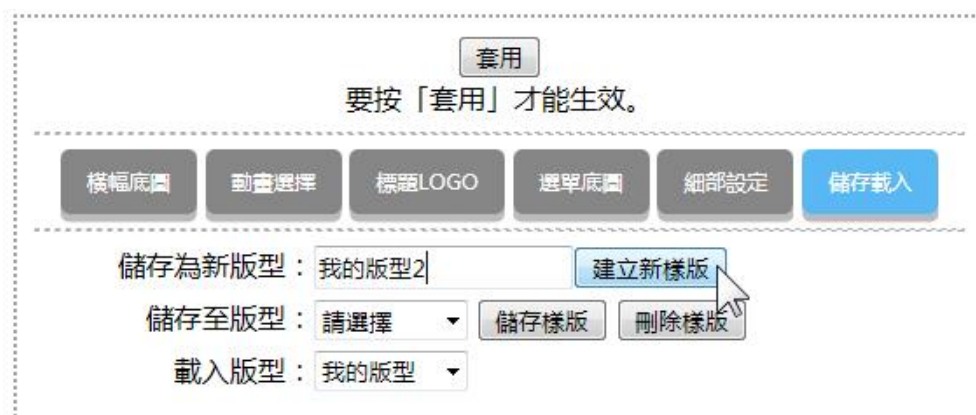 套用
要按「套用」才能生效。
橫幅底圖 動畫選擇 標題LOGO 選單底圖 細部設定 儲存載入
儲存為新版型：我的版型2 建立新樣版
儲存至版型：請選擇 儲存樣版 刪除樣版
載入版型：我的版型